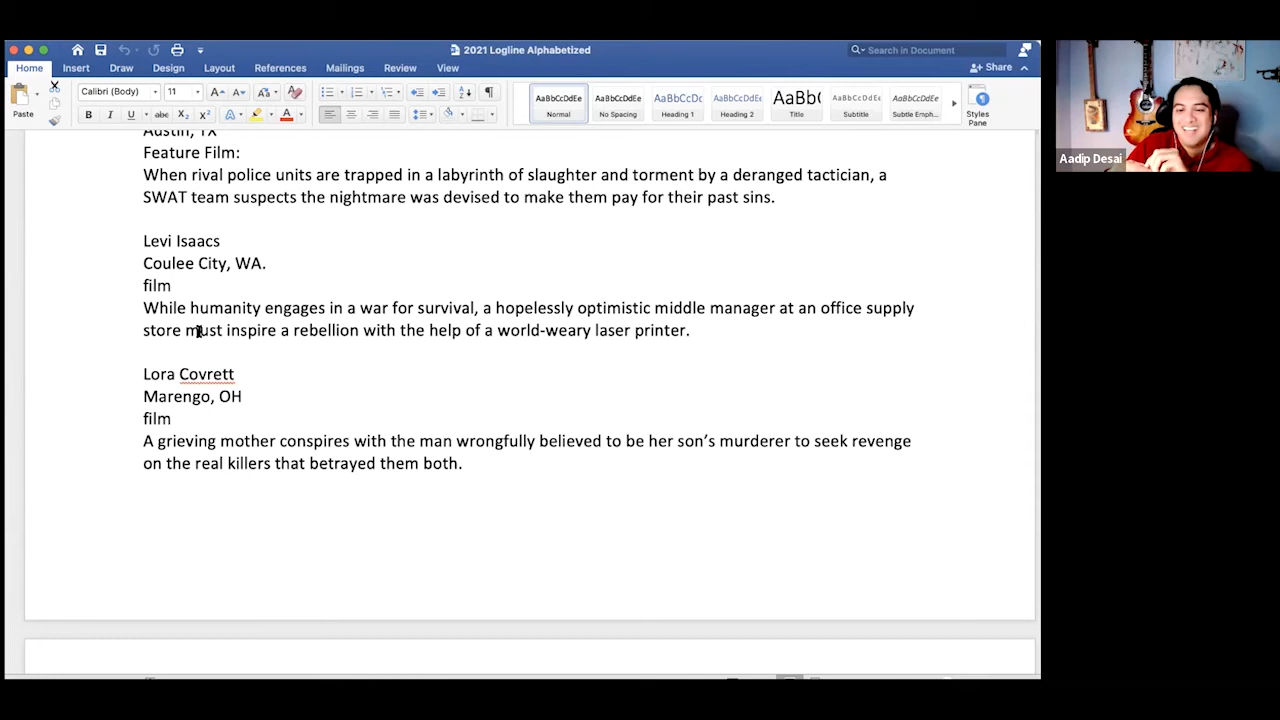 2021 Logline Alphabetized
Search in Document
Home Insert Draw Design Layout References Mailings Review View
Share
Paste
Calibri (Body) 11
AaBbCcDdEe AaBbCcDdEe AaBbCcDc AaBbCcDdEe AaBb( AaBbCcDdEe AaBbCcDdEe
Normal No Spacing Heading 1 Heading 2 Title Subtitle Subtle Emph...
Styles
Pane
Aadip Desai
Austin, TX
Feature Film:
When rival police units are trapped in a labyrinth of slaughter and torment by a deranged tactician, a
SWAT team suspects the nightmare was devised to make them pay for their past sins.
Levi Isaacs
Coulee City, WA.
film
While humanity engages in a war for survival, a hopelessly optimistic middle manager at an office supply
store must inspire a rebellion with the help of a world-weary laser printer.
Lora Covrett
Marengo, OH
film
A grieving mother conspires with the man wrongfully believed to be her son's murderer to seek revenge
on the real killers that betrayed them both.